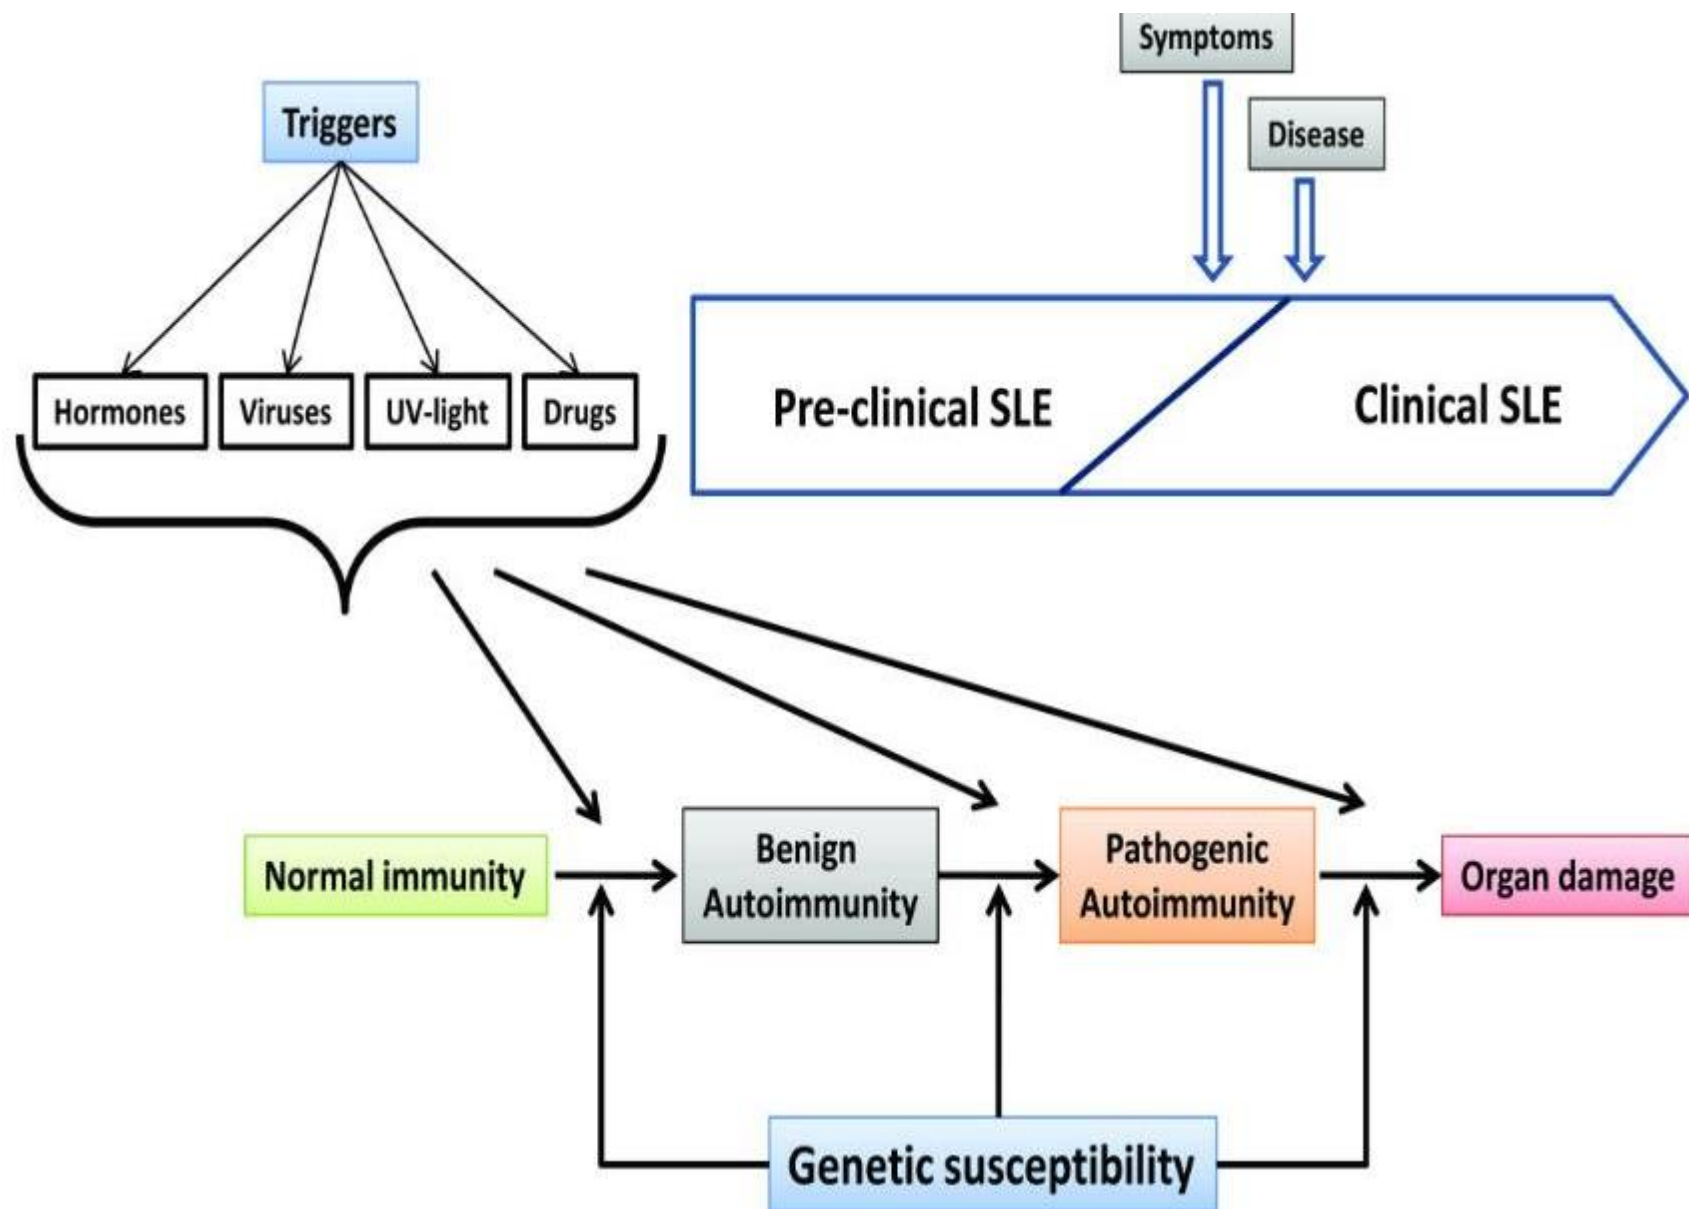 Symptoms
Triggers
Disease
Hormones
Viruses
UV-light
Drugs
Pre-clinical SLE
Clinical SLE
Normal immunity
Benign
Autoimmunity
Pathogenic
Autoimmunity
Organ damage
Genetic susceptibility